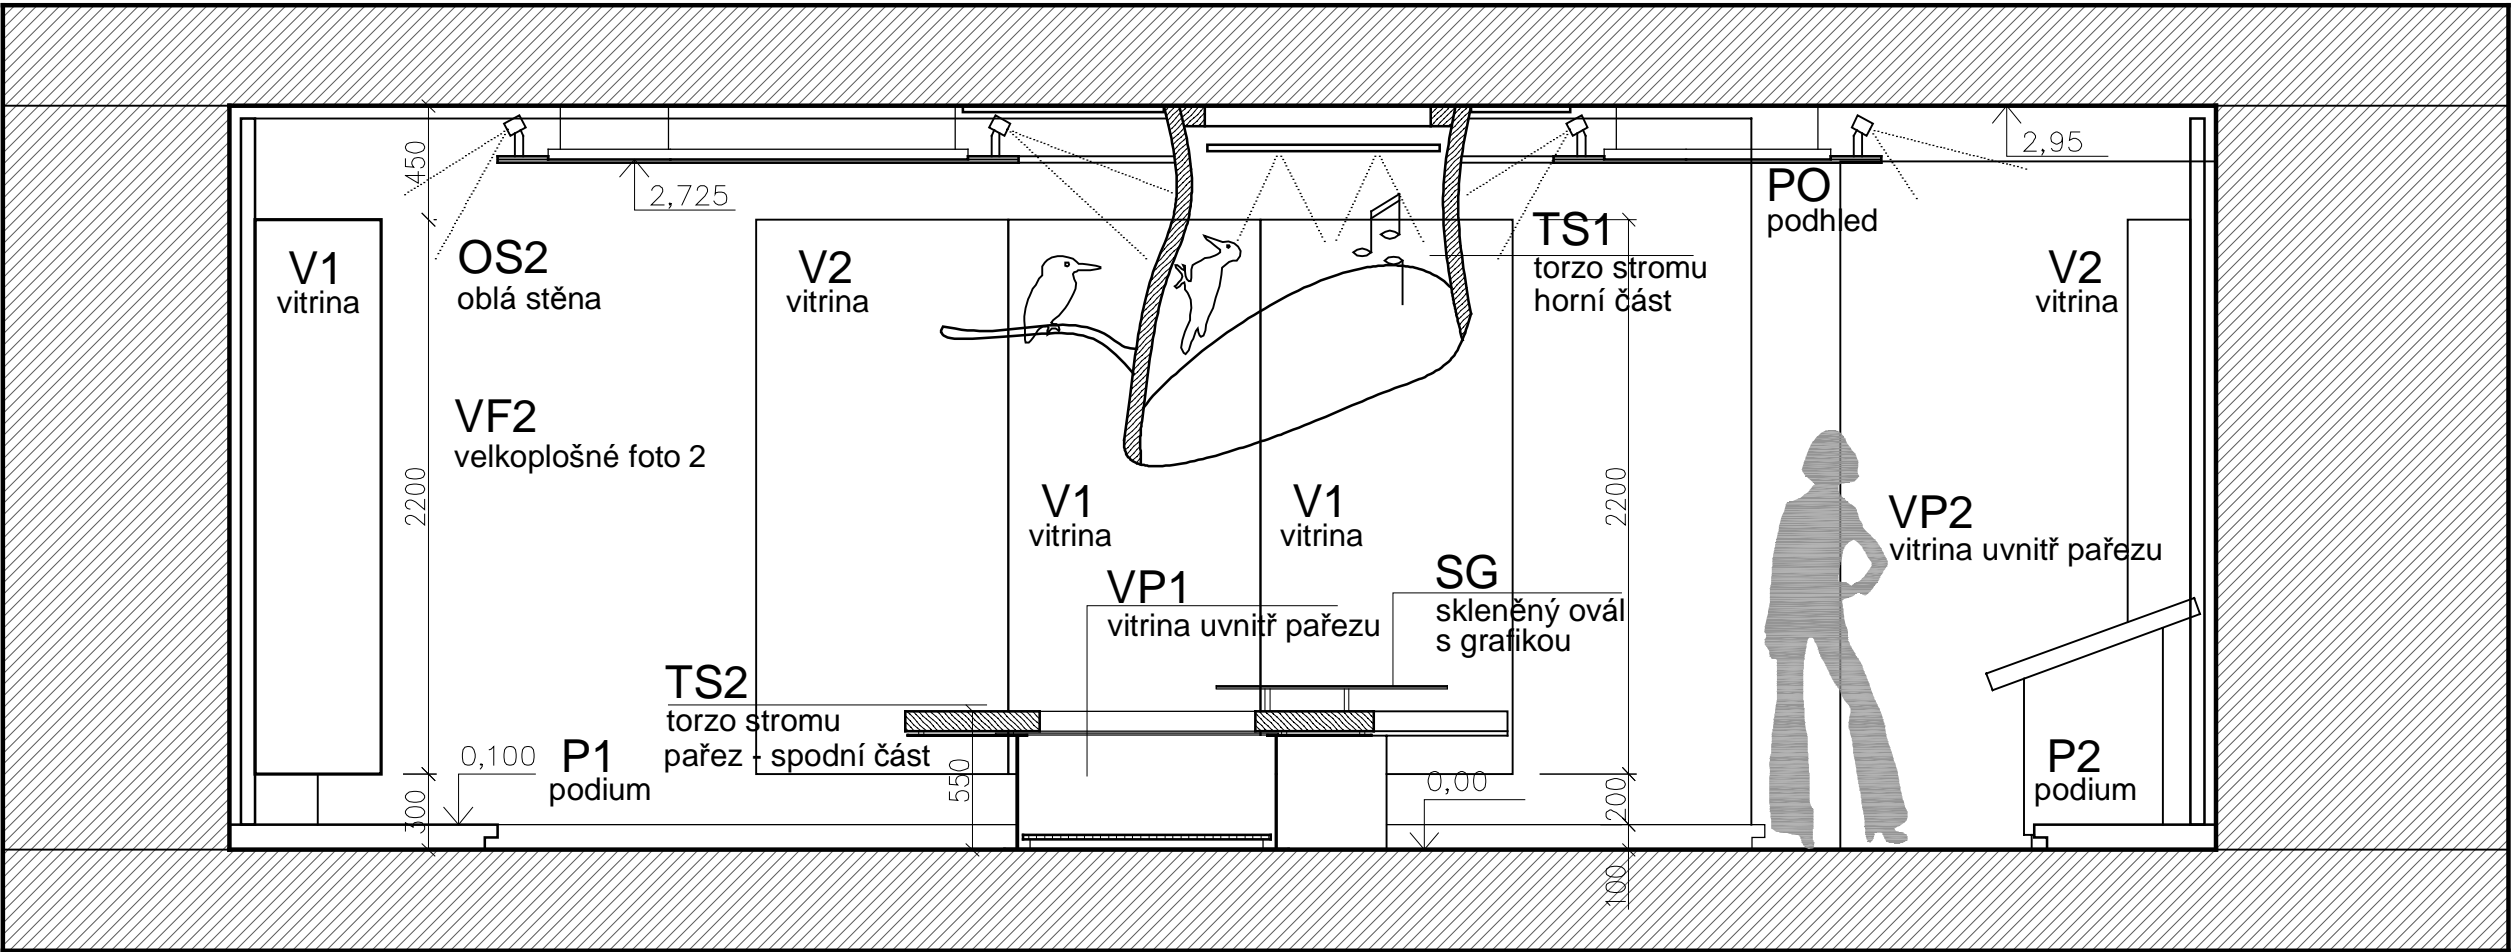 450
2,725
2,95
PO
podhled
V1
vitrina
OS2
oblá stěna
V2
vitrina
TS1
torzo stromu
horní část
V2
vitrina
VF2
velkoplošné foto 2
2200
V1
vitrina
V1
vitrina
2200
VP2
vitrina uvnitř pařezu
VP1
vitrina uvnitř pařezu
SG
skleněný ovál
s grafikou
TS2
torzo stromu
pařez - spodní část
0,100
P1
podium
550
0,00
P2
podium
300
200
100